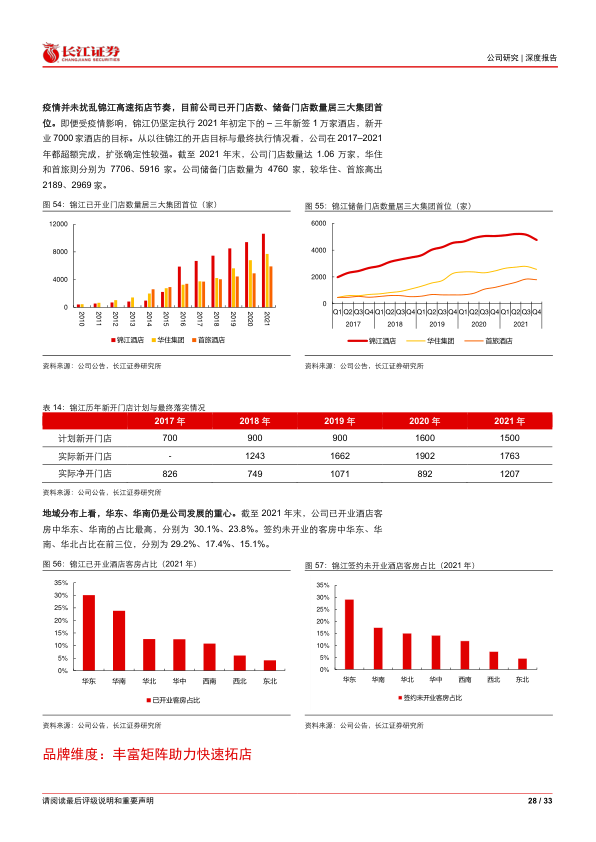 长江证券
CHANGJIANG SECURITIES
公司研究 | 深度报告
疫情并未扰乱锦江高速拓店节奏，目前公司已开门店数、储备门店数量居三大集团首
位。即便受疫情影响，锦江仍坚定执行 2021 年初定下的 – 三年新签 1 万家酒店，新开
业 7000 家酒店的目标。从以往锦江的开店目标与最终执行情况看，公司在 2017–2021
年都超额完成，扩张确定性较强。截至 2021 年末，公司门店数量达 1.06 万家，华住
和首旅则分别为 7706、5916 家。公司储备门店数量为 4760 家，较华住、首旅高出
2189、2969 家。
图 54：锦江已开业门店数量居三大集团首位（家）
12000
8000
4000
0
2010 2011 2012 2013 2014 2015 2016 2017 2018 2019 2020 2021
锦江酒店 华住集团 首旅酒店
资料来源：公司公告，长江证券研究所
图 55：锦江储备门店数量居三大集团首位（家）
6000
4000
2000
0
Q1 Q2 Q3 Q4 Q1 Q2 Q3 Q4 Q1 Q2 Q3 Q4 Q1 Q2 Q3 Q4 Q1 Q2 Q3 Q4
2017 2018 2019 2020 2021
锦江酒店 华住集团 首旅酒店
资料来源：公司公告，长江证券研究所
表 14：锦江历年新开门店计划与最终落实情况
2017 年 2018 年 2019 年 2020 年 2021 年
计划新开门店 700 900 900 1600 1500
实际新开门店 - 1243 1662 1902 1763
实际净开门店 826 749 1071 892 1207
资料来源：公司公告，长江证券研究所
地域分布上看，华东、华南仍是公司发展的重心。截至 2021 年末，公司已开业酒店客
房中华东、华南的占比最高，分别为 30.1%、23.8%。签约未开业的客房中华东、华
南、华北占比在前三位，分别为 29.2%、17.4%、15.1%。
图 56：锦江已开业酒店客房占比（2021 年）
35%
30%
25%
20%
15%
10%
5%
0%
华东 华南 华北 华中 西南 西北 东北
已开业客房占比
资料来源：公司公告，长江证券研究所
图 57：锦江签约未开业酒店客房占比（2021 年）
35%
30%
25%
20%
15%
10%
5%
0%
华东 华南 华北 华中 西南 西北 东北
签约未开业客房占比
资料来源：公司公告，长江证券研究所
品牌维度：丰富矩阵助力快速拓店
请阅读最后评级说明和重要声明
28 / 33